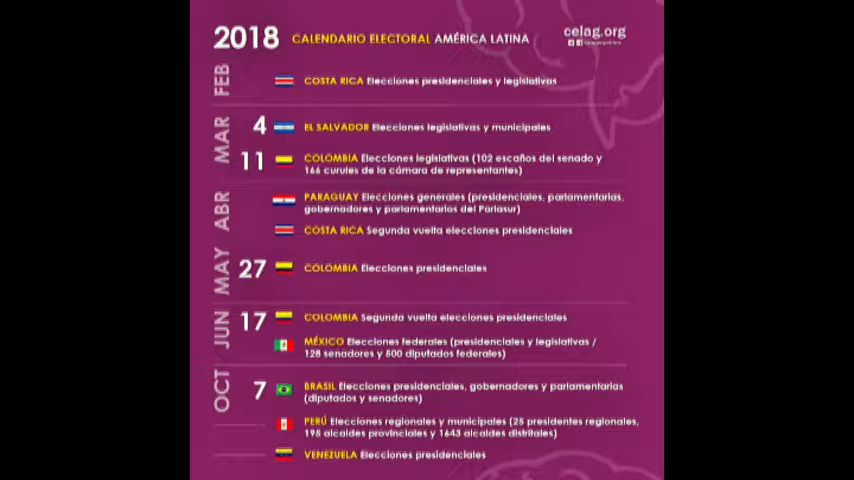 2018 CALENDARIO ELECTORAL AMÉRICA LATINA
celag.org
FEB
COSTA RICA Elecciones presidenciales y legislativas
MAR
4 EL SALVADOR Elecciones legislativas y municipales
11 COLOMBIA Elecciones legislativas (102 escaños del senado y
166 curules de la cámara de representantes)
ABR
PARAGUAY Elecciones generales (presidenciales, parlamentarias,
gobernadores y parlamentarios del Parlasur)
COSTA RICA Segunda vuelta elecciones presidenciales
MAY
27 COLOMBIA Elecciones presidenciales
JUN
17 COLOMBIA Segunda vuelta elecciones presidenciales
MÉXICO Elecciones federales (presidenciales y legislativas /
128 senadores y 500 diputados federales)
OCT
7 BRASIL Elecciones presidenciales, gobernadores y parlamentarias
(diputados y senadores)
PERÚ Elecciones regionales y municipales (25 presidentes regionales,
195 alcaldes provinciales y 1643 alcaldes distritales)
VENEZUELA Elecciones presidenciales